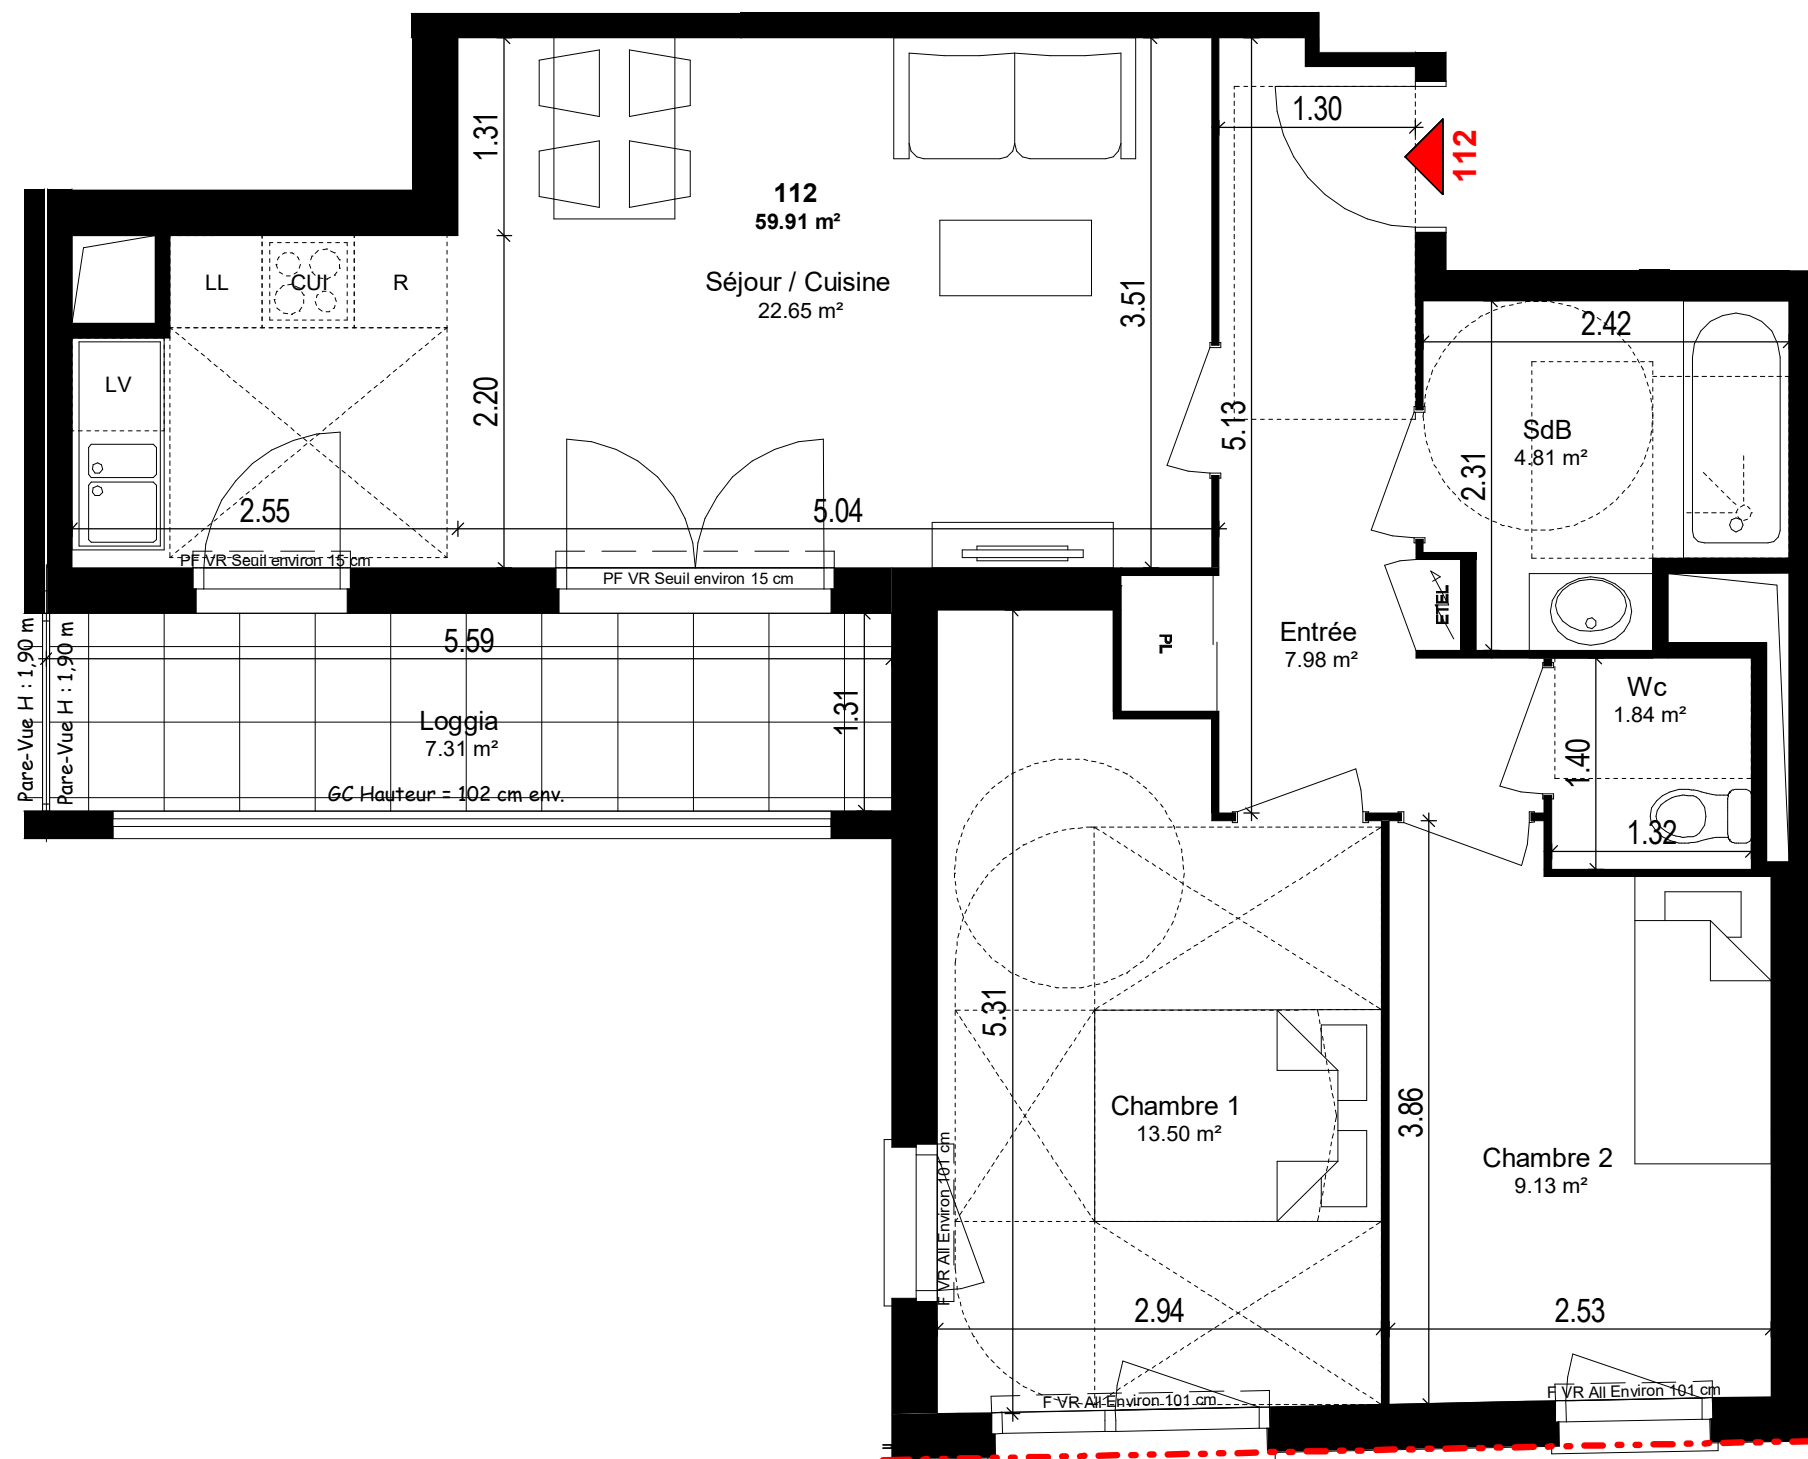 1.31
1.30
112
112
59.91 m²
Séjour / Cuisine
22.65 m²
LL
CUI
R
3.51
2.42
LV
2.20
5.13
SdB
4.81 m²
2.31
2.55
5.04
PF VR Seuil environ 15 cm
PF VR Seuil environ 15 cm
ETEL
PL
Entrée
7.98 m²
Pare-Vue H : 1,90 m
Pare-Vue H : 1,90 m
5.59
1.31
Loggia
7.31 m²
GC Hauteur = 102 cm env.
Wc
1.84 m²
1.40
1.32
5.31
Chambre 1
13.50 m²
3.86
Chambre 2
9.13 m²
F VR All Environ 101 cm
2.94
2.53
F VR All Environ 101 cm
F VR All Environ 101 cm